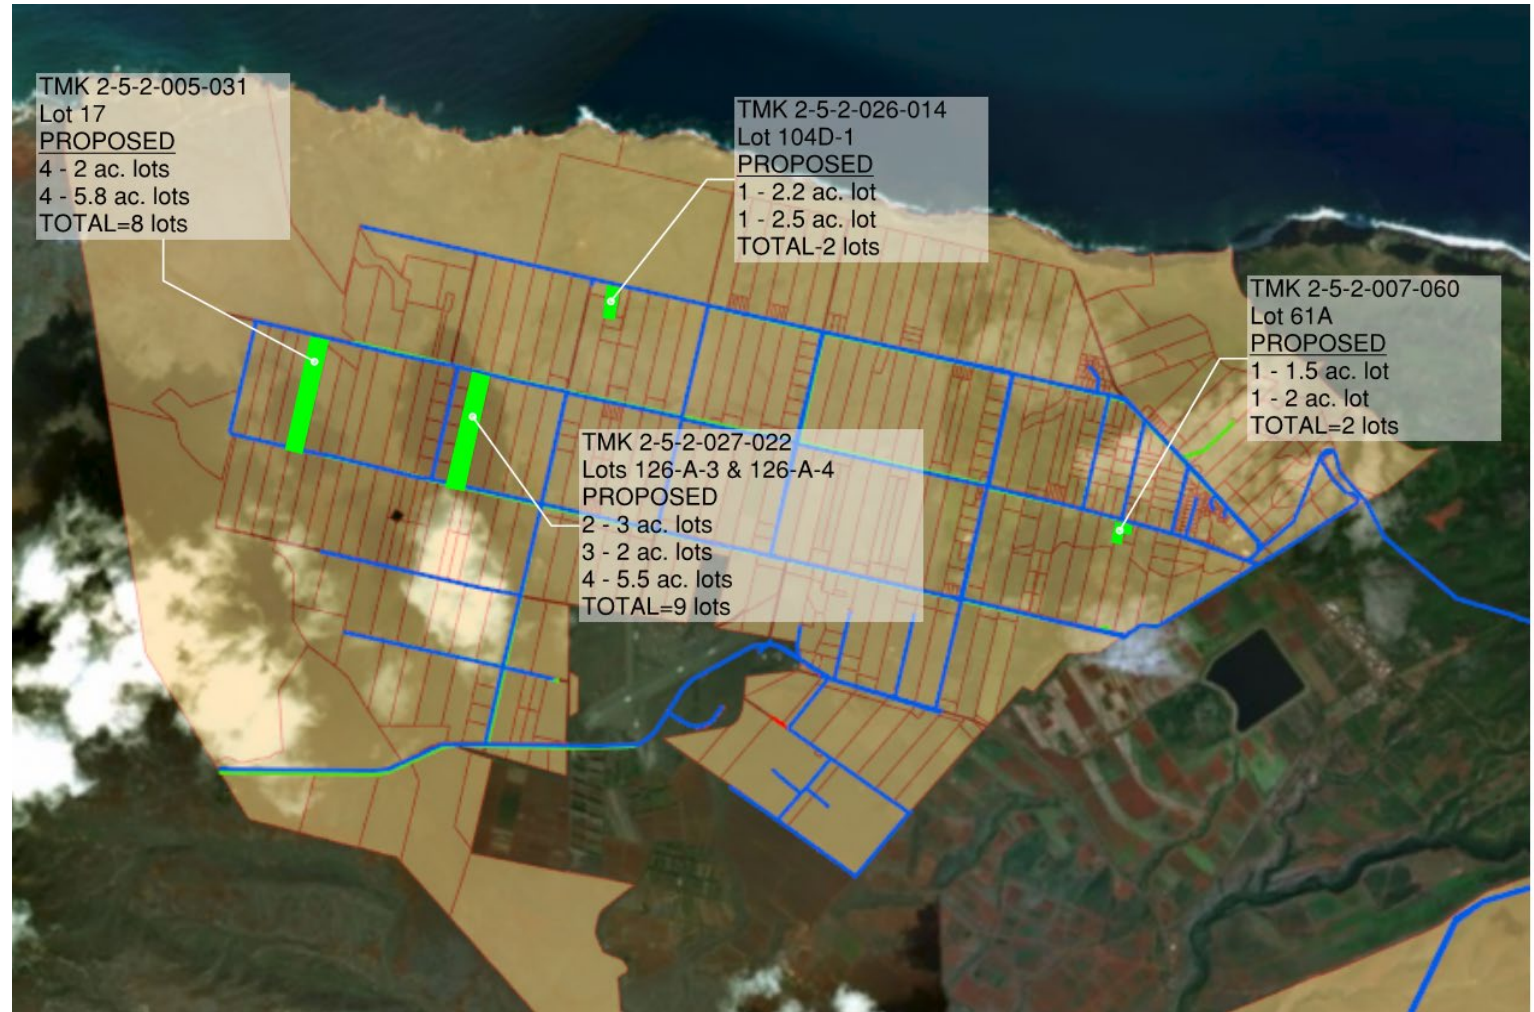 TMK 2-5-2-005-031
Lot 17
PROPOSED
4 - 2 ac. lots
4 - 5.8 ac. lots
TOTAL=8 lots
TMK 2-5-2-026-014
Lot 104D-1
PROPOSED
1 - 2.2 ac. lot
1 - 2.5 ac. lot
TOTAL-2 lots
TMK 2-5-2-007-060
Lot 61A
PROPOSED
1 - 1.5 ac. lot
1 - 2 ac. lot
TOTAL=2 lots
TMK 2-5-2-027-022
Lots 126-A-3 & 126-A-4
PROPOSED
2 - 3 ac. lots
3 - 2 ac. lots
4 - 5.5 ac. lots
TOTAL=9 lots